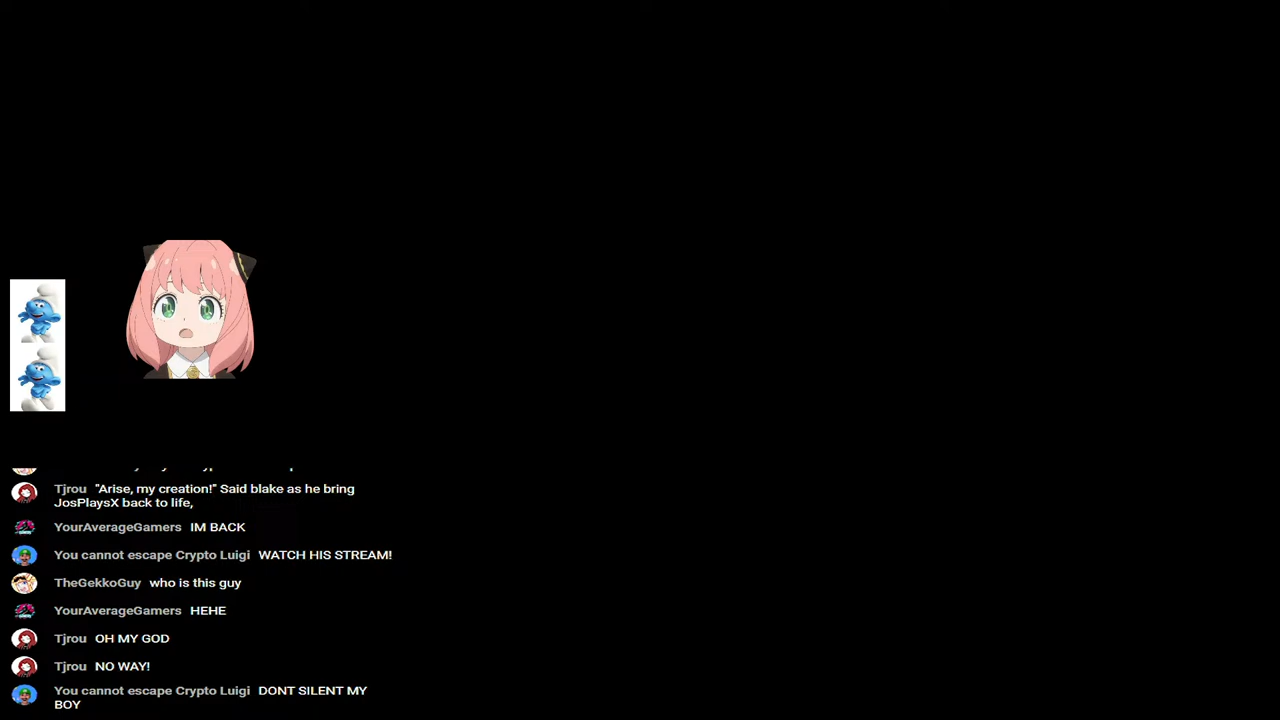 Tjrou "Arise, my creation!" Said blake as he bring
JosPlaysX back to life,
YourAverageGamers IM BACK
You cannot escape Crypto Luigi WATCH HIS STREAM!
TheGekkoGuy who is this guy
YourAverageGamers HEHE
Tjrou OH MY GOD
Tjrou NO WAY!
You cannot escape Crypto Luigi DONT SILENT MY
BOY